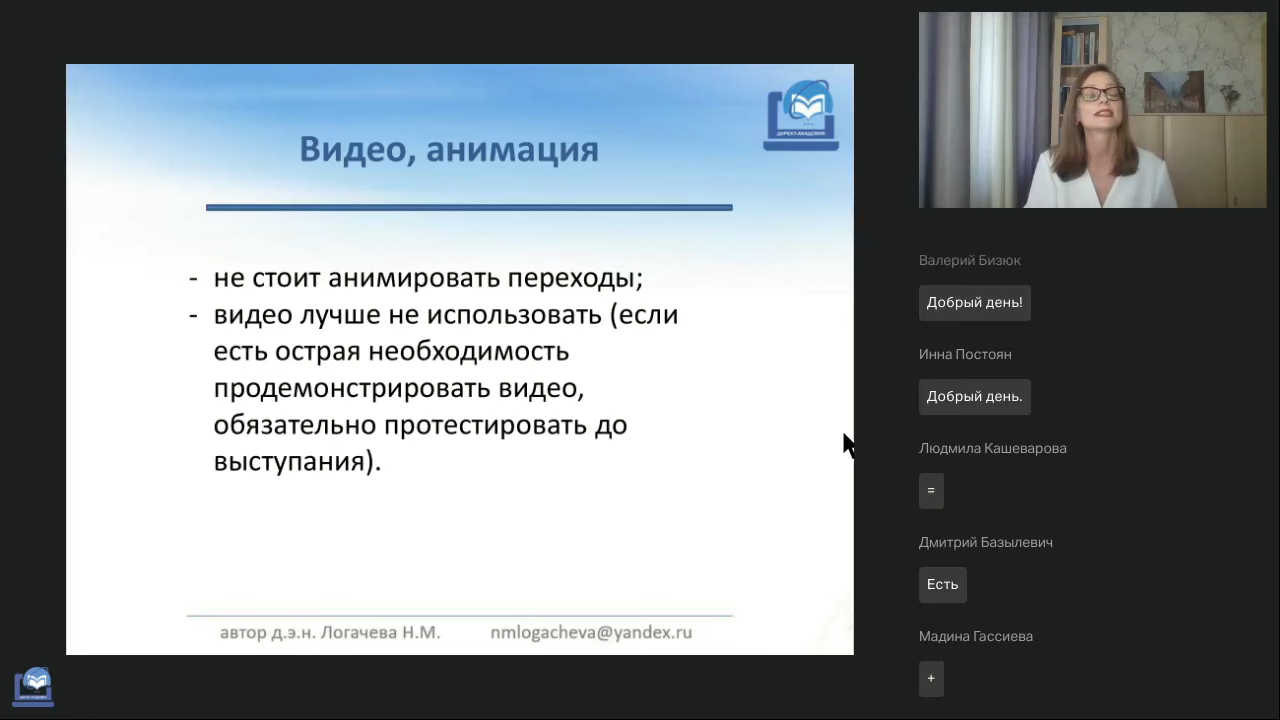 Видео, анимация
ДИРЕКТ-АКАДЕМИЯ
- не стоит анимировать переходы;
- видео лучше не использовать (если
есть острая необходимость
продемонстрировать видео,
обязательно протестировать до
выступания).
автор д.э.н. Логачева Н.М. nmlogacheva@yandex.ru
Валерий Бизюк
Добрый день!
Инна Постоян
Добрый день.
Людмила Кашеварова
=
Дмитрий Базылевич
Есть
Мадина Гассиева
+